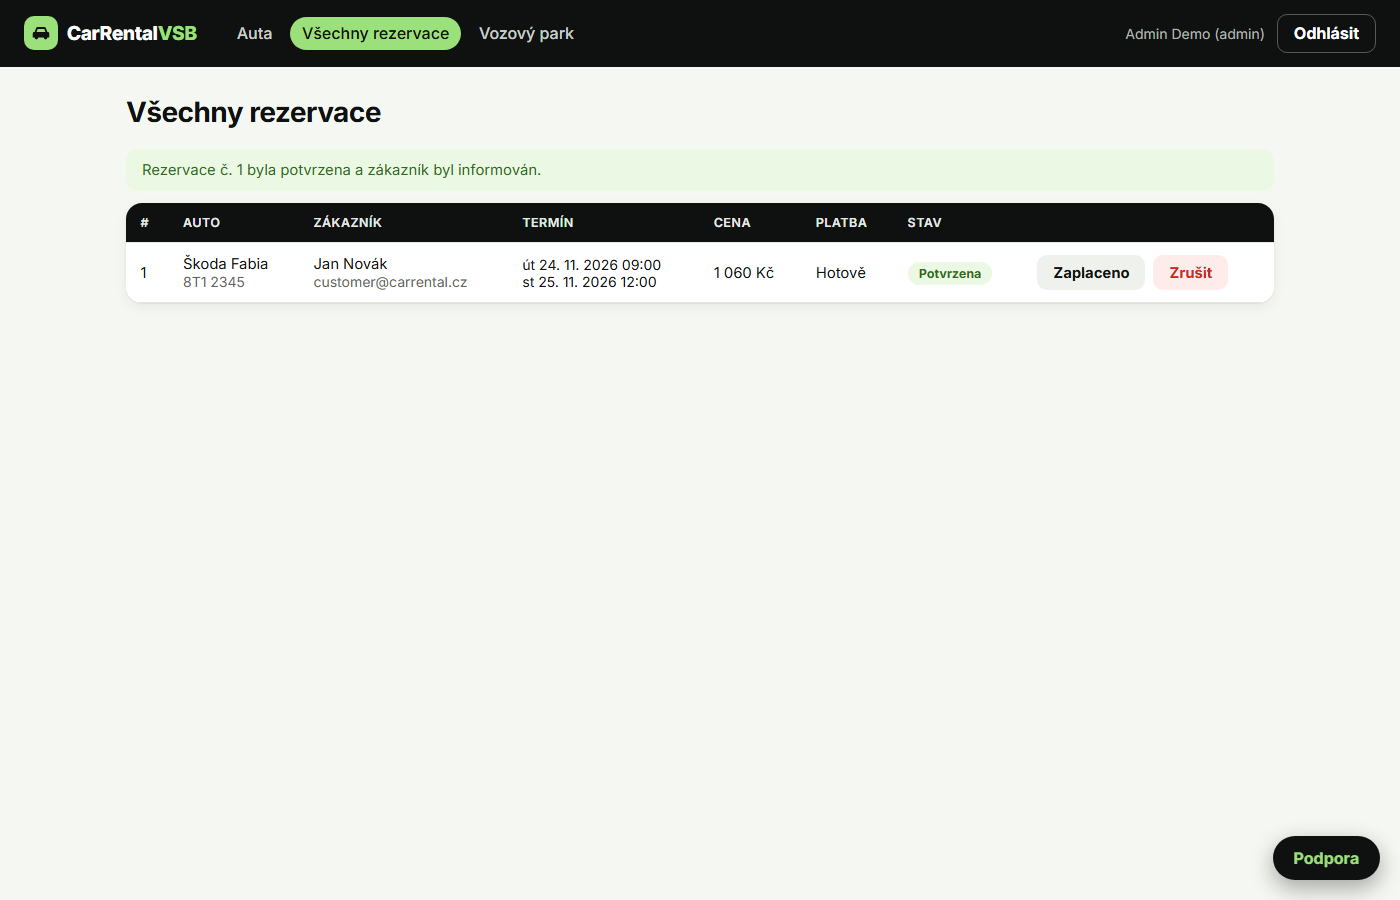 CarRentalVSB Auta Všechny rezervace Vozový park Admin Demo (admin) Odhlásit
Všechny rezervace
Rezervace č. 1 byla potvrzena a zákazník byl informován.
# AUTO ZÁKAZNÍK TERMÍN CENA PLATBA STAV
1 Škoda Fabia Jan Novák út 24. 11. 2026 09:00 1 060 Kč Hotově Potvrzena Zaplaceno Zrušit
8T1 2345 customer@carrental.cz st 25. 11. 2026 12:00
Podpora